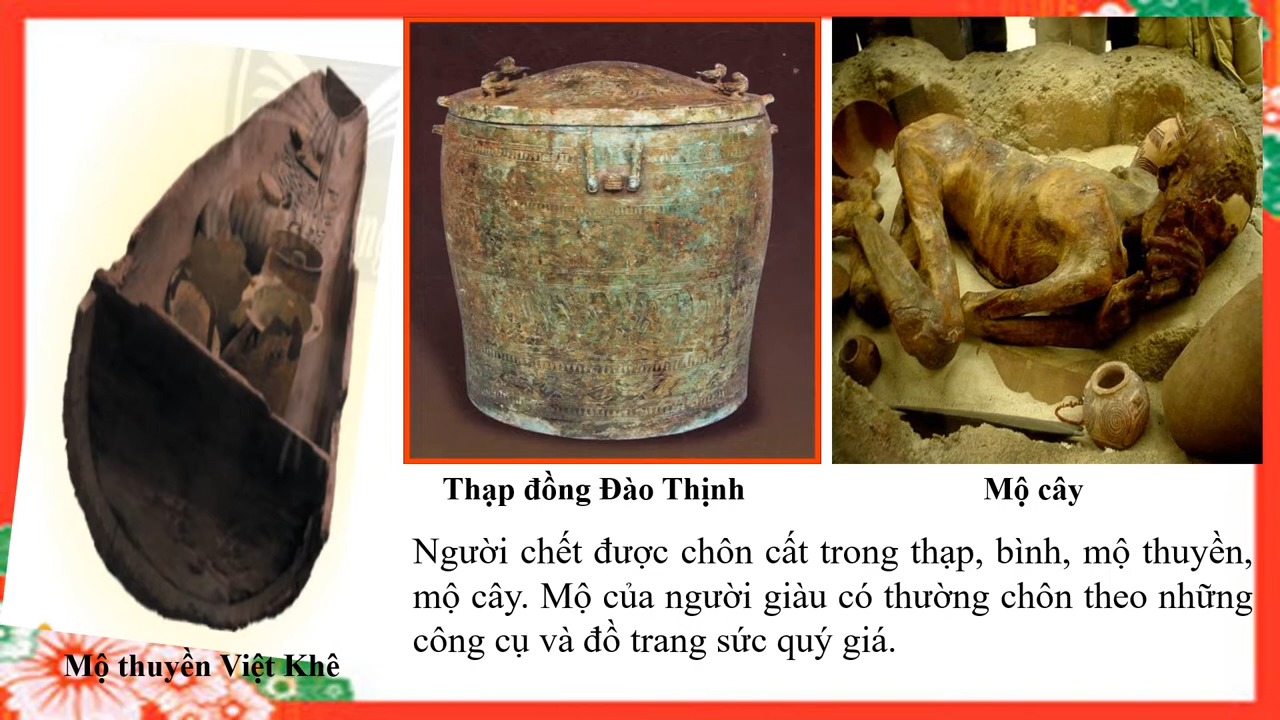 Thạp đồng Đào Thịnh
Mộ cây
Người chết được chôn cất trong thạp, bình, mộ thuyền,
mộ cây. Mộ của người giàu có thường chôn theo những
công cụ và đồ trang sức quý giá.
Mộ thuyền Việt Khê